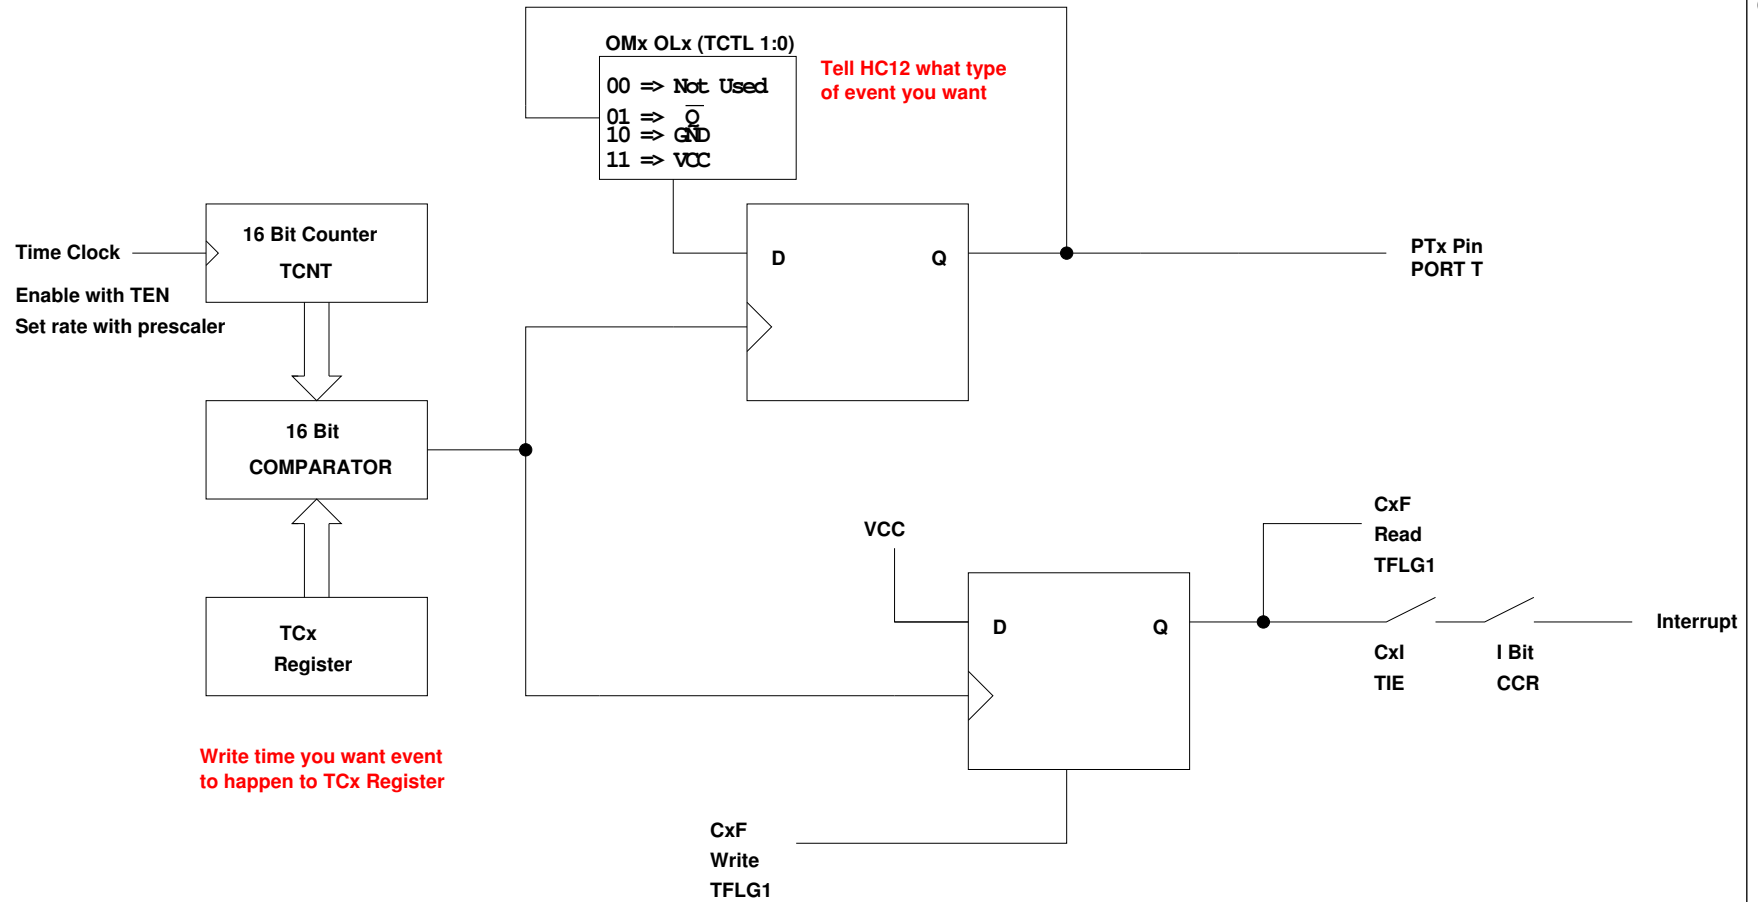 OMx OLx (TCTL 1:0)
00 => Not Used
01 => Q̅
10 => GND
11 => VCC
Tell HC12 what type
of event you want
Time Clock
Enable with TEN
Set rate with prescaler
16 Bit Counter
TCNT
D
Q
PTx Pin
PORT T
16 Bit
COMPARATOR
TCx
Register
Write time you want event
to happen to TCx Register
VCC
D
Q
CxF
Read
TFLG1
CxI
TIE
I Bit
CCR
Interrupt
CxF
Write
TFLG1